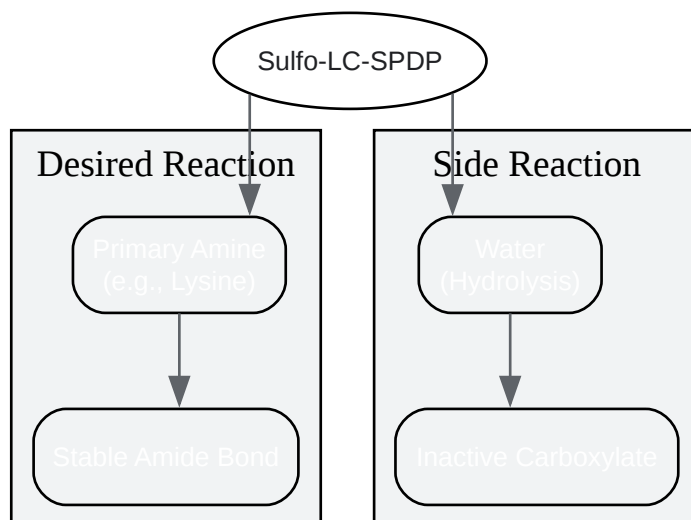 Sulfo-LC-SPDP
Desired Reaction
Side Reaction
Primary Amine
(e.g., Lysine)
Water
(Hydrolysis)
Stable Amide Bond
Inactive Carboxylate